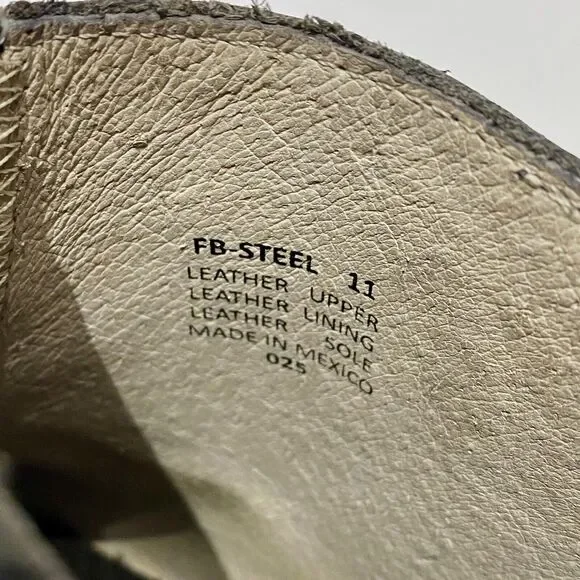 FB-STEEL 11
LEATHER UPPER
LEATHER LINING
LEATHER SOLE
MADE IN MEXICO
025